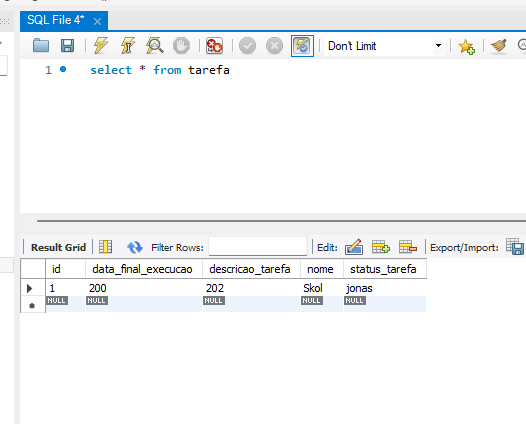 SQL File 4*
Don't Limit
1 select * from tarefa
Result Grid Filter Rows: Edit: Export/Import:
id data_final_execucao descricao_tarefa nome status_tarefa
1 200 202 Skol jonas
NULL NULL NULL NULL NULL